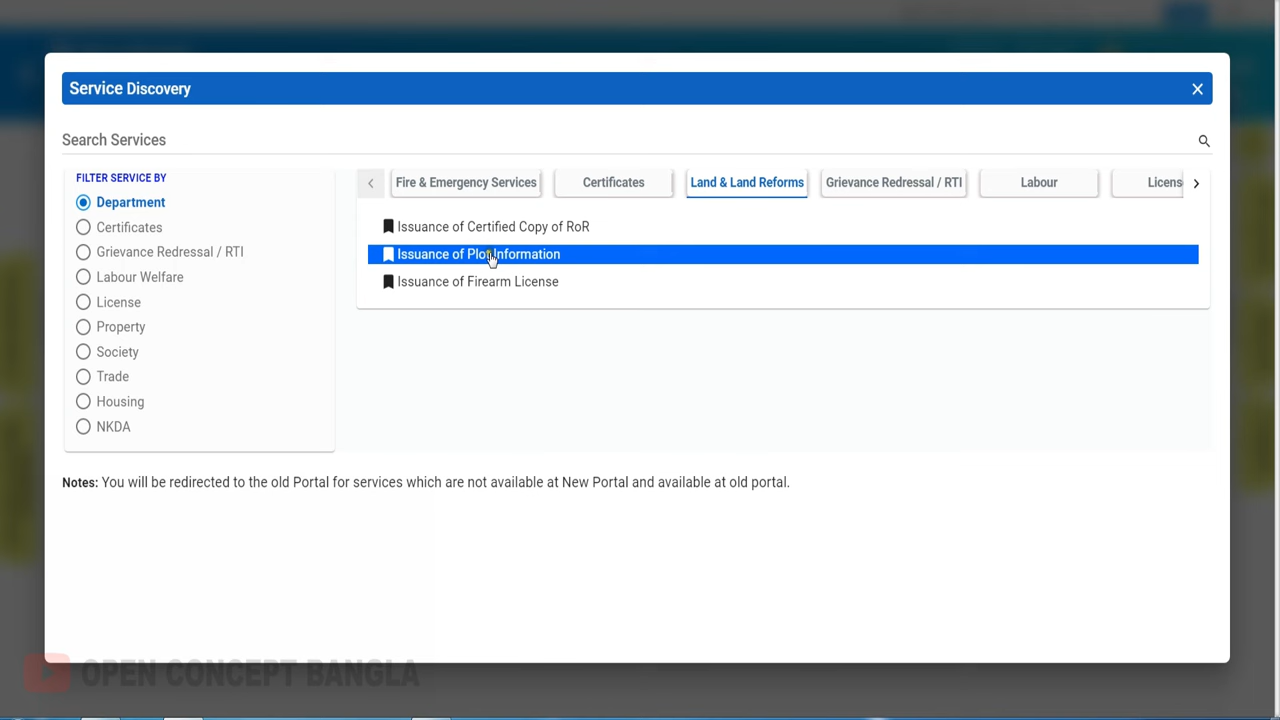 Service Discovery
Search Services
FILTER SERVICE BY
Department
Certificates
Grievance Redressal / RTI
Labour Welfare
License
Property
Society
Trade
Housing
NKDA
Fire & Emergency Services Certificates Land & Land Reforms Grievance Redressal / RTI Labour Licens
Issuance of Certified Copy of RoR
Issuance of Plot Information
Issuance of Firearm License
Notes: You will be redirected to the old Portal for services which are not available at New Portal and available at old portal.
OPEN CONCEPT BANGLA